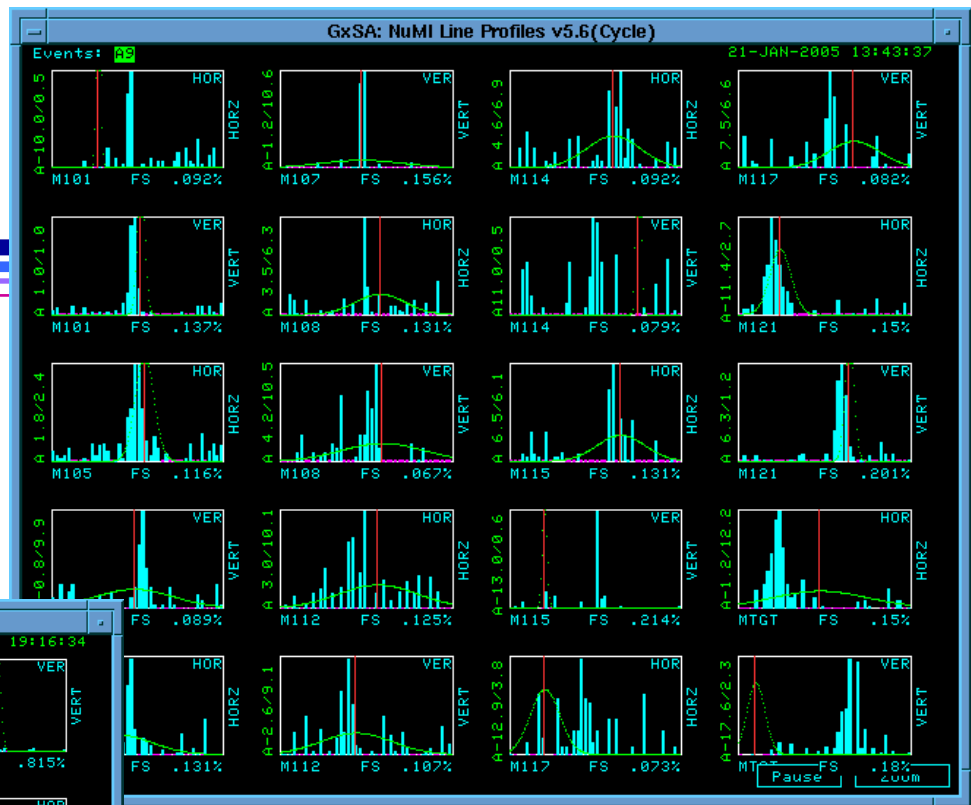 GxSA: NuMI Line Profiles v5.6(Cycle)
Events: A9 21-JAN-2005 13:43:37
A-10.0/0.5 HOR HORZ M101 FS .092%
A-1.2/10.6 VER VERT M107 FS .156%
A 4.6/6.9 HOR HORZ M114 FS .092%
A 7.5/6.6 VER VERT M117 FS .082%
A 1.0/1.0 VER VERT M101 FS .137%
A 3.5/6.3 HOR HORZ M108 FS .131%
A11.0/0.5 VER VERT M114 FS .079%
A-11.4/2.7 HOR HORZ M121 FS .15%
A 1.8/2.4 HOR HORZ M105 FS .116%
A 4.2/10.5 VER VERT M108 FS .067%
A 6.5/6.1 HOR HORZ M115 FS .131%
A 6.3/1.2 VER VERT M121 FS .201%
A-0.8/9.9 VER VERT FS .089%
A 3.0/10.1 HOR HORZ M112 FS .125%
A-13.0/0.6 VER VERT M115 FS .214%
A-1.2/12.2 HOR HORZ MTGT FS .15%
HOR HORZ FS .131%
A-2.6/9.1 VER VERT M112 FS .107%
A-12.9/3.8 HOR HORZ M117 FS .073%
A-17.6/2.3 VER VERT MTGT FS .18%
Pause Zoom
19:16:34
VER VERT
.815%
HOR